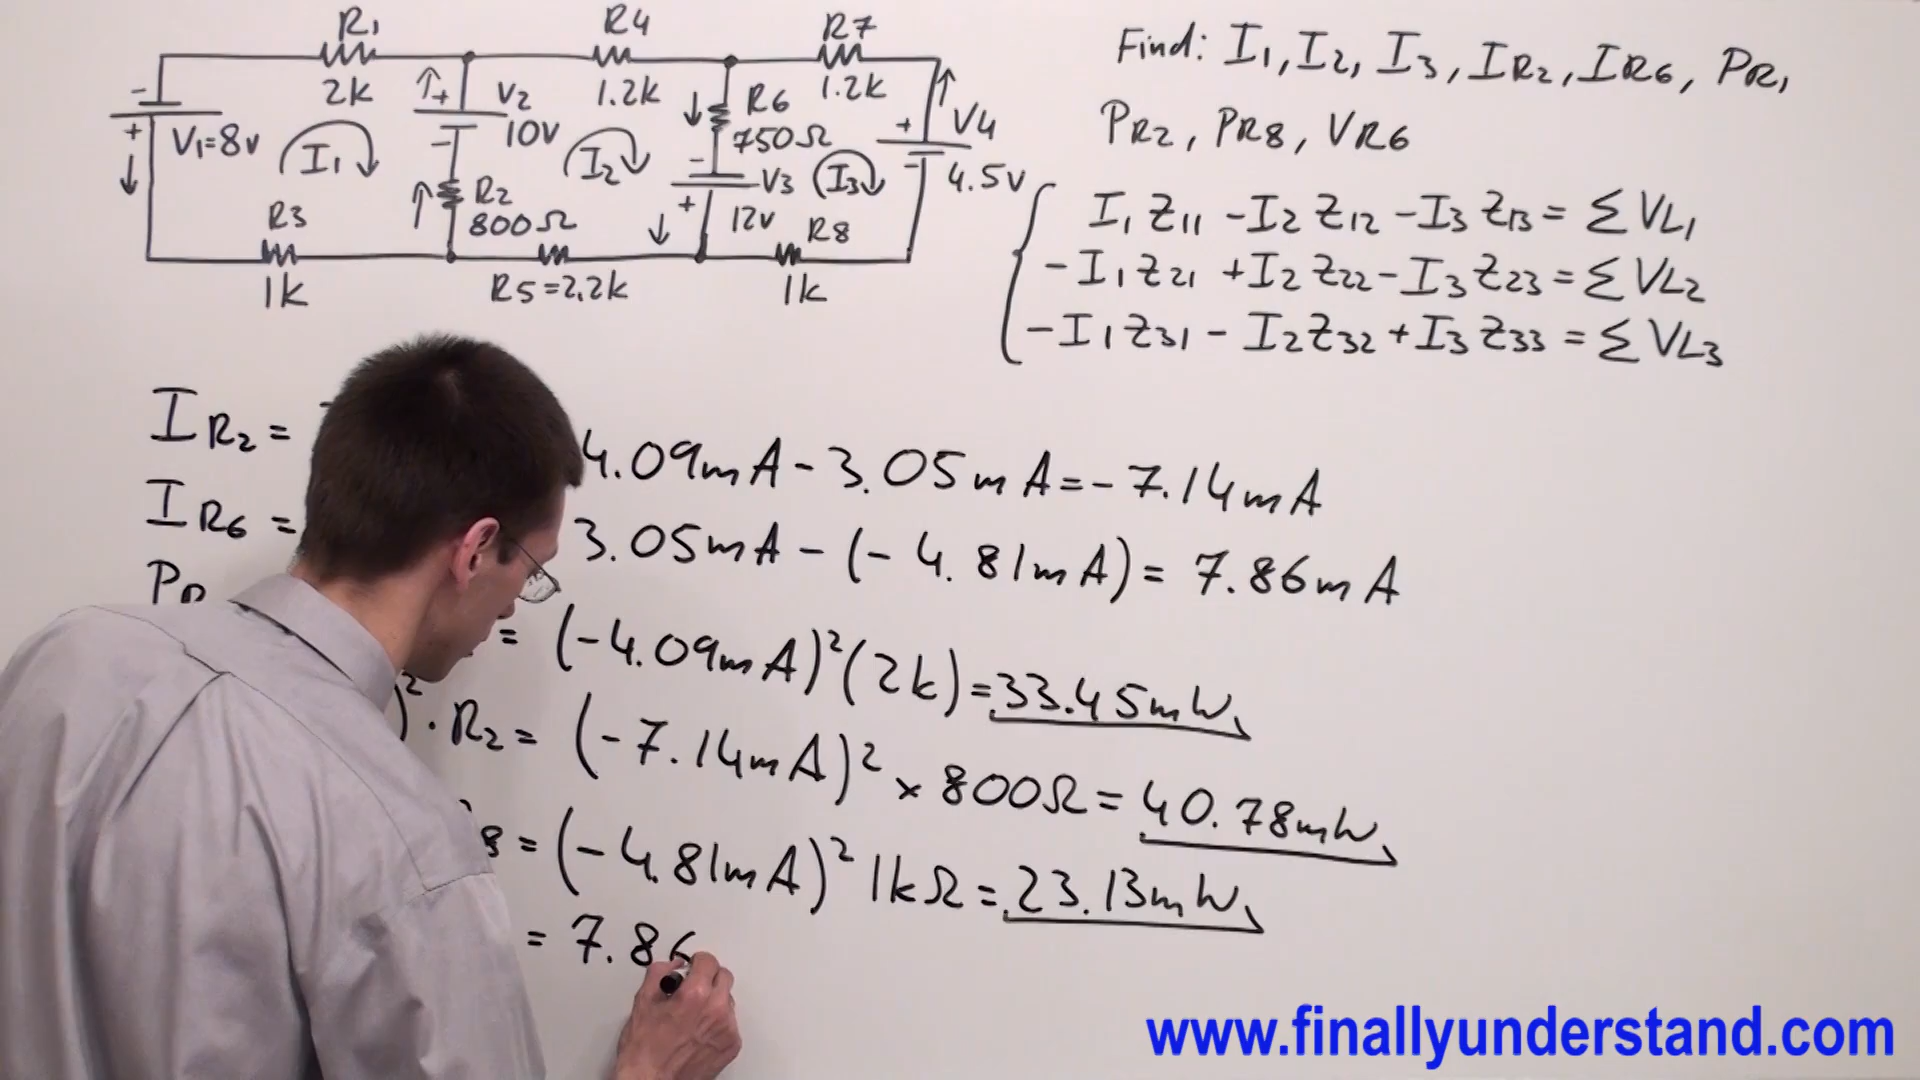 R1 R4 R7
2k 1.2k 1.2k
- + V2 10v R6 750Ω + V4
+ V1=8v I1 - I2 - V3 I3 - 4.5v
R3 R2 800Ω + 12v R8
1k R5=2.2k 1k
Find: I1, I2, I3, IR2, IR6, PR1
PR2, PR8, VR6
I1 Z11 - I2 Z12 - I3 Z13 = Σ VL1
-I1 Z21 + I2 Z22 - I3 Z23 = Σ VL2
-I1 Z31 - I2 Z32 + I3 Z33 = Σ VL3
IR2 = 4.09mA - 3.05mA = -7.14mA
IR6 = 3.05mA - (-4.81mA) = 7.86mA
P = (-4.09mA)² (2k) = 33.45mW
)² · R2 = (-7.14mA)² x 800Ω = 40.78mW
8 = (-4.81mA)² 1kΩ = 23.13mW
= 7.86
www.finallyunderstand.com